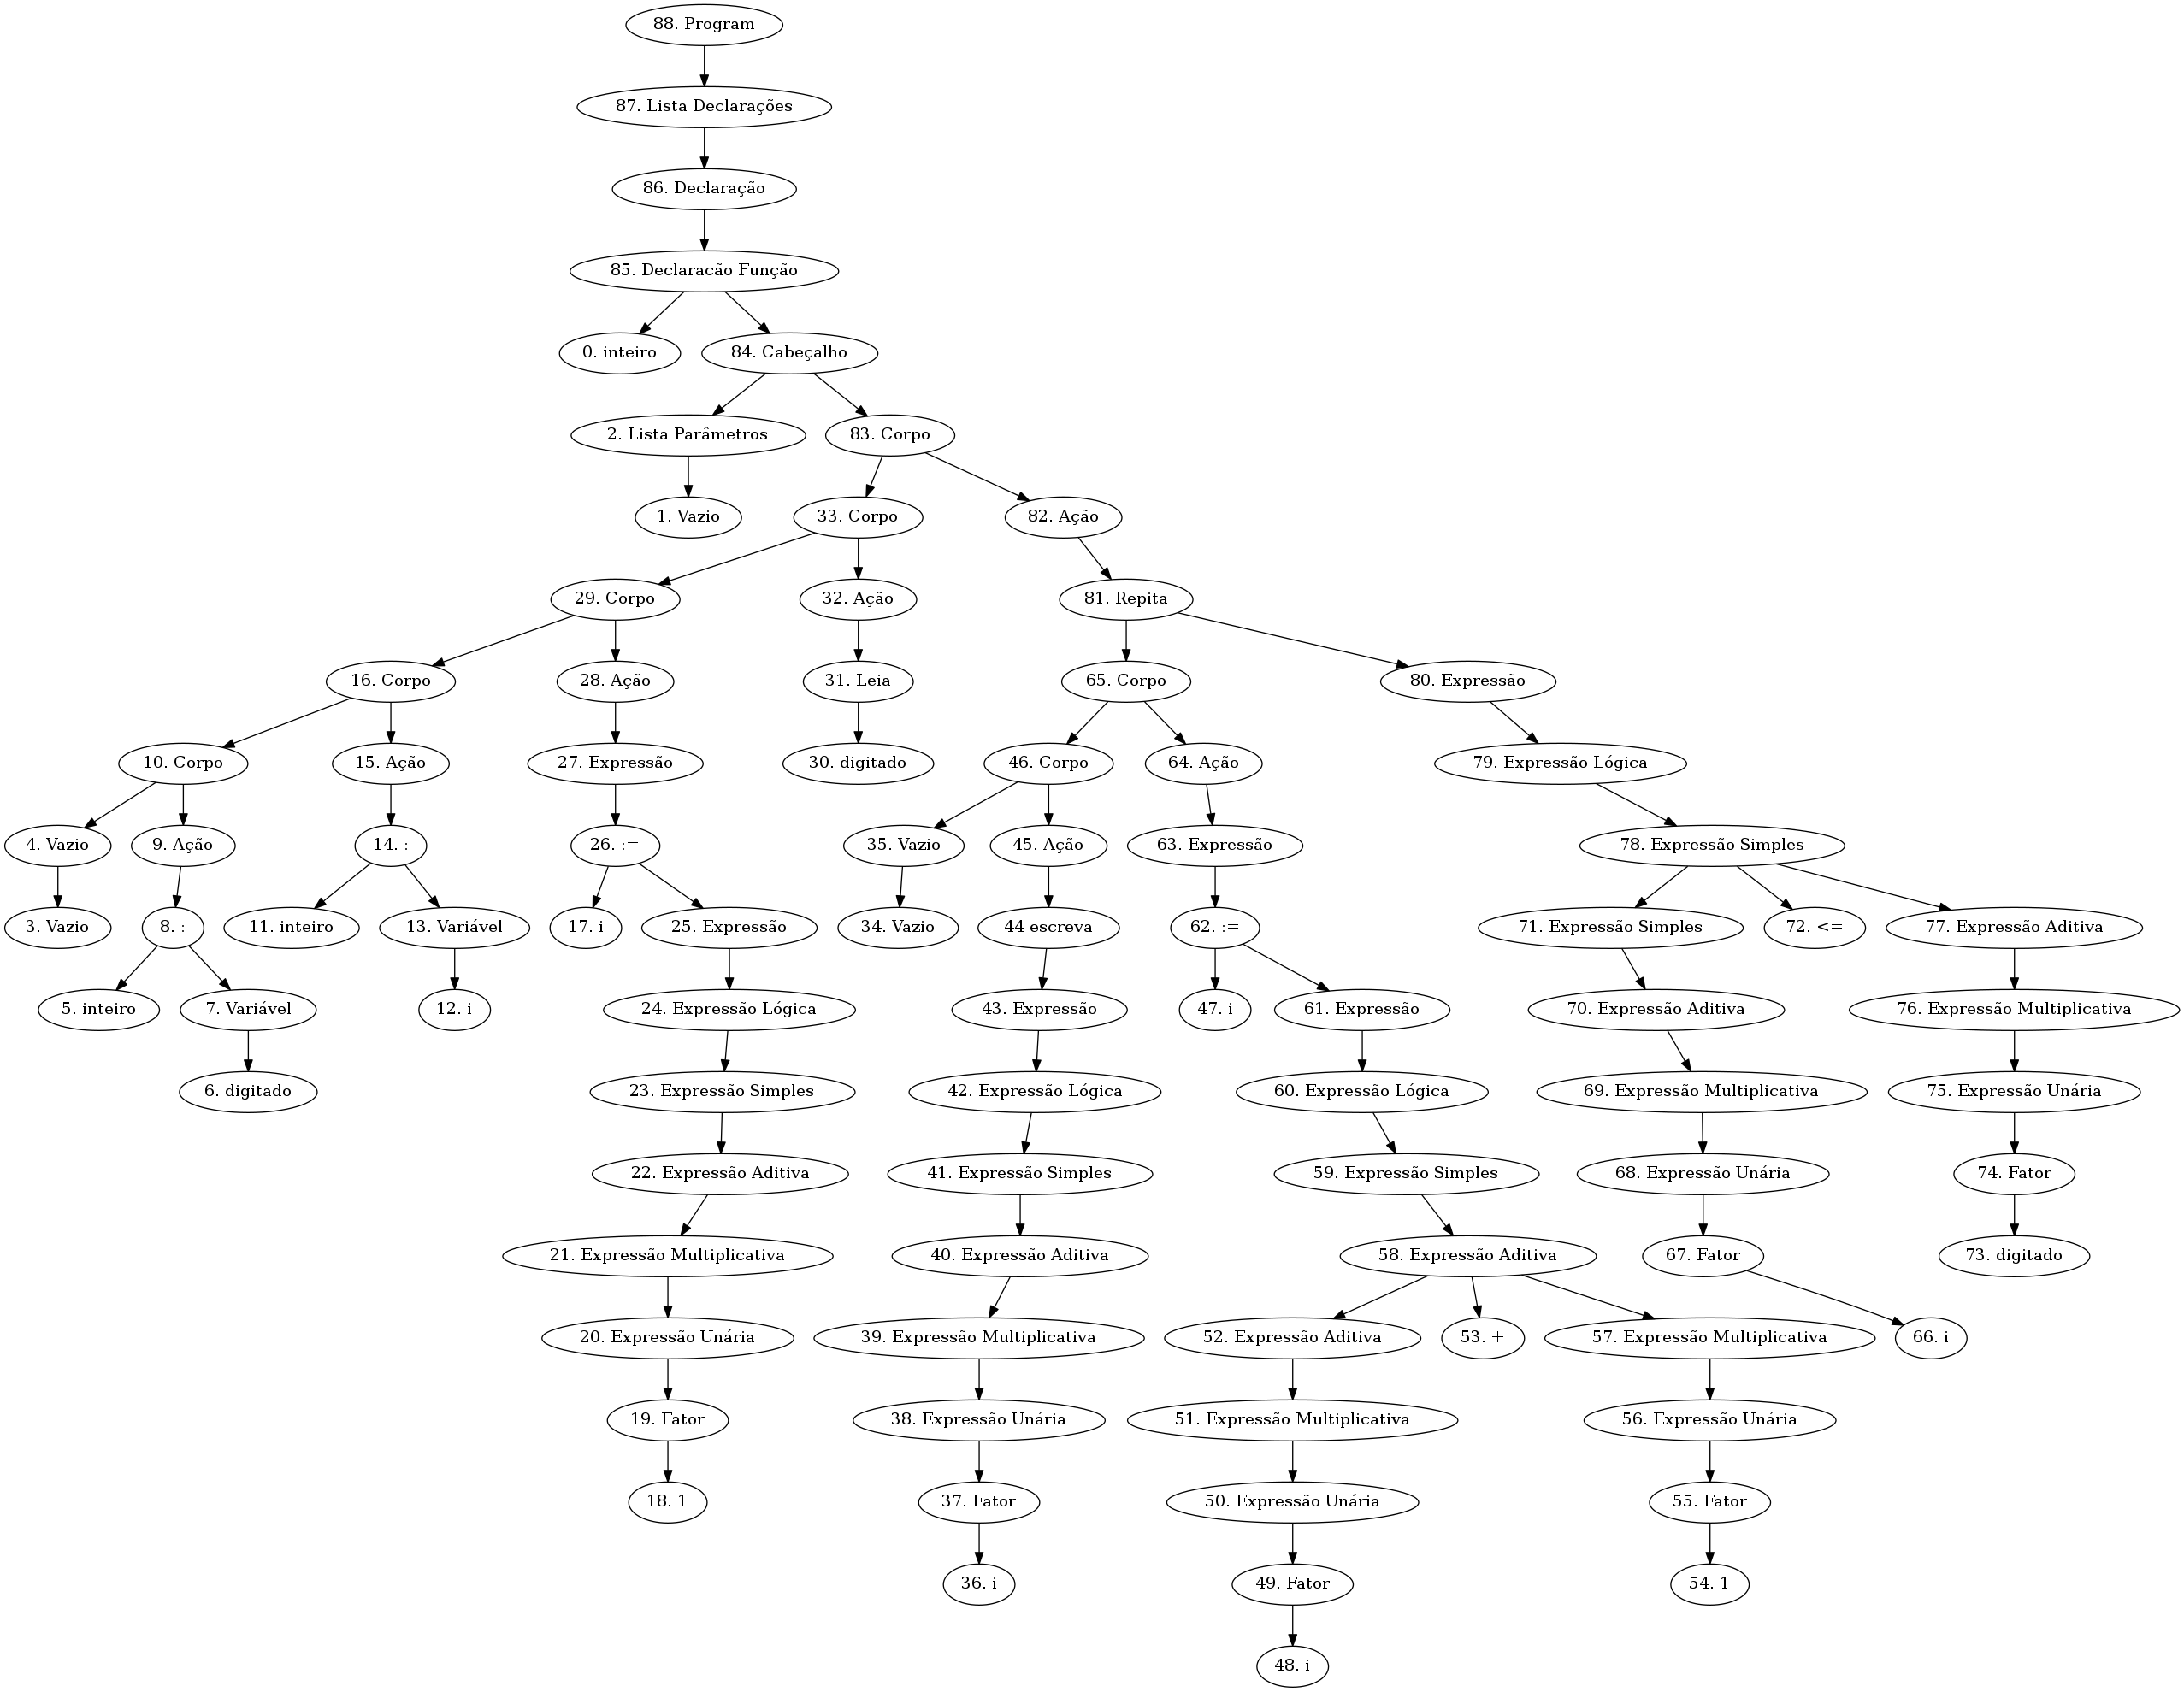 88. Program
87. Lista Declarações
86. Declaração
85. Declaracão Função
0. inteiro
84. Cabeçalho
2. Lista Parâmetros
83. Corpo
1. Vazio
33. Corpo
82. Ação
29. Corpo
32. Ação
81. Repita
16. Corpo
28. Ação
31. Leia
65. Corpo
80. Expressão
10. Corpo
15. Ação
27. Expressão
30. digitado
46. Corpo
64. Ação
79. Expressão Lógica
4. Vazio
9. Ação
14. :
26. :=
35. Vazio
45. Ação
63. Expressão
78. Expressão Simples
3. Vazio
8. :
11. inteiro
13. Variável
17. i
25. Expressão
34. Vazio
44 escreva
62. :=
71. Expressão Simples
72. <=
77. Expressão Aditiva
5. inteiro
7. Variável
12. i
24. Expressão Lógica
43. Expressão
47. i
61. Expressão
70. Expressão Aditiva
76. Expressão Multiplicativa
6. digitado
23. Expressão Simples
42. Expressão Lógica
60. Expressão Lógica
69. Expressão Multiplicativa
75. Expressão Unária
22. Expressão Aditiva
41. Expressão Simples
59. Expressão Simples
68. Expressão Unária
74. Fator
21. Expressão Multiplicativa
40. Expressão Aditiva
58. Expressão Aditiva
67. Fator
73. digitado
20. Expressão Unária
39. Expressão Multiplicativa
52. Expressão Aditiva
53. +
57. Expressão Multiplicativa
66. i
19. Fator
38. Expressão Unária
51. Expressão Multiplicativa
56. Expressão Unária
18. 1
37. Fator
50. Expressão Unária
55. Fator
36. i
49. Fator
54. 1
48. i